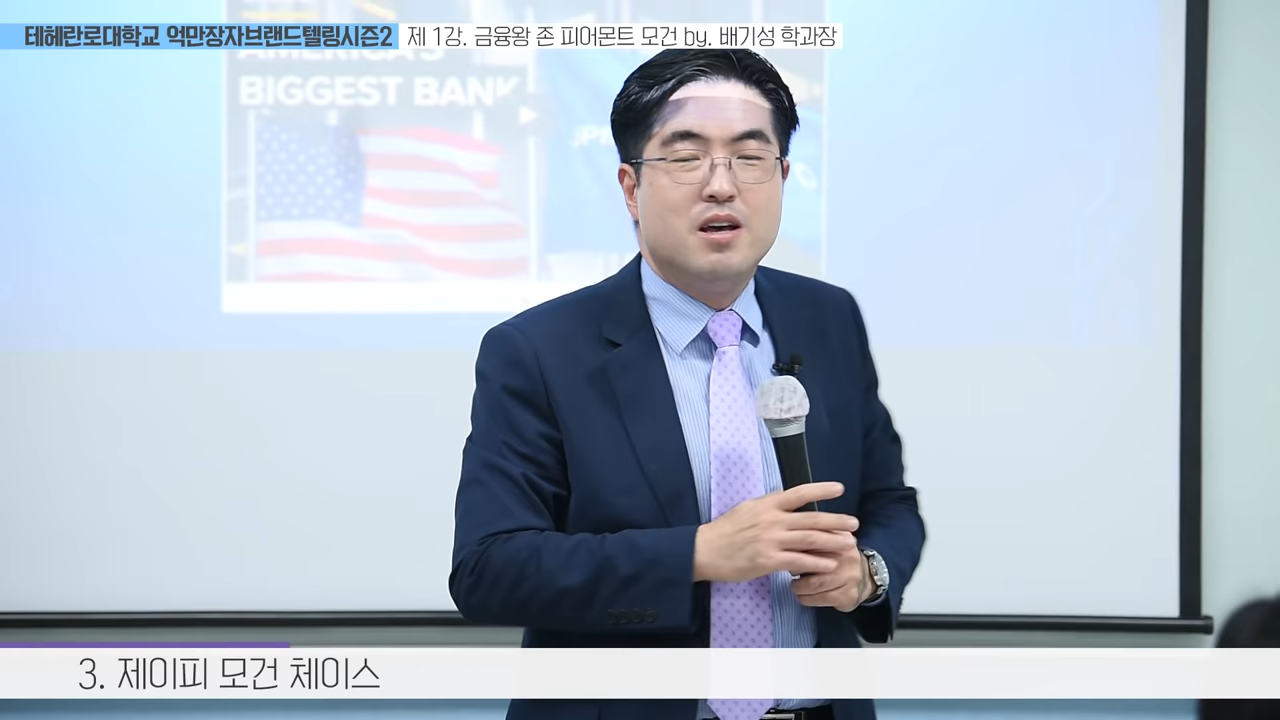 테헤란로대학교 억만장자브랜드텔링시즌2 제 1강. 금융왕 존 피어몬트 모건 by. 배기성 학과장
AMERICA'S
BIGGEST BANK
3. 제이피 모건 체이스